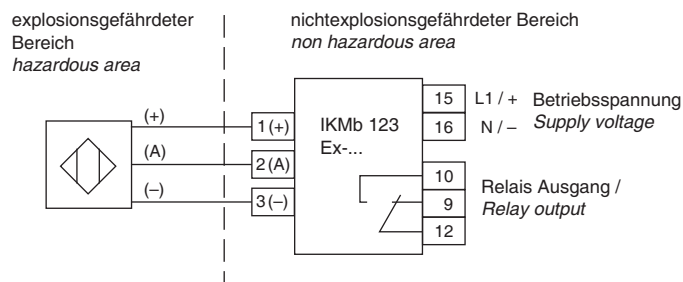 explosionsgefährdeter
Bereich
hazardous area
nichtexplosionsgefährdeter Bereich
non hazardous area
(+)
(A)
(–)
1 (+)
2 (A)
3 (–)
IKMb 123
Ex-...
15 L1 / + Betriebsspannung
16 N / – Supply voltage
10
9
12
Relais Ausgang /
Relay output